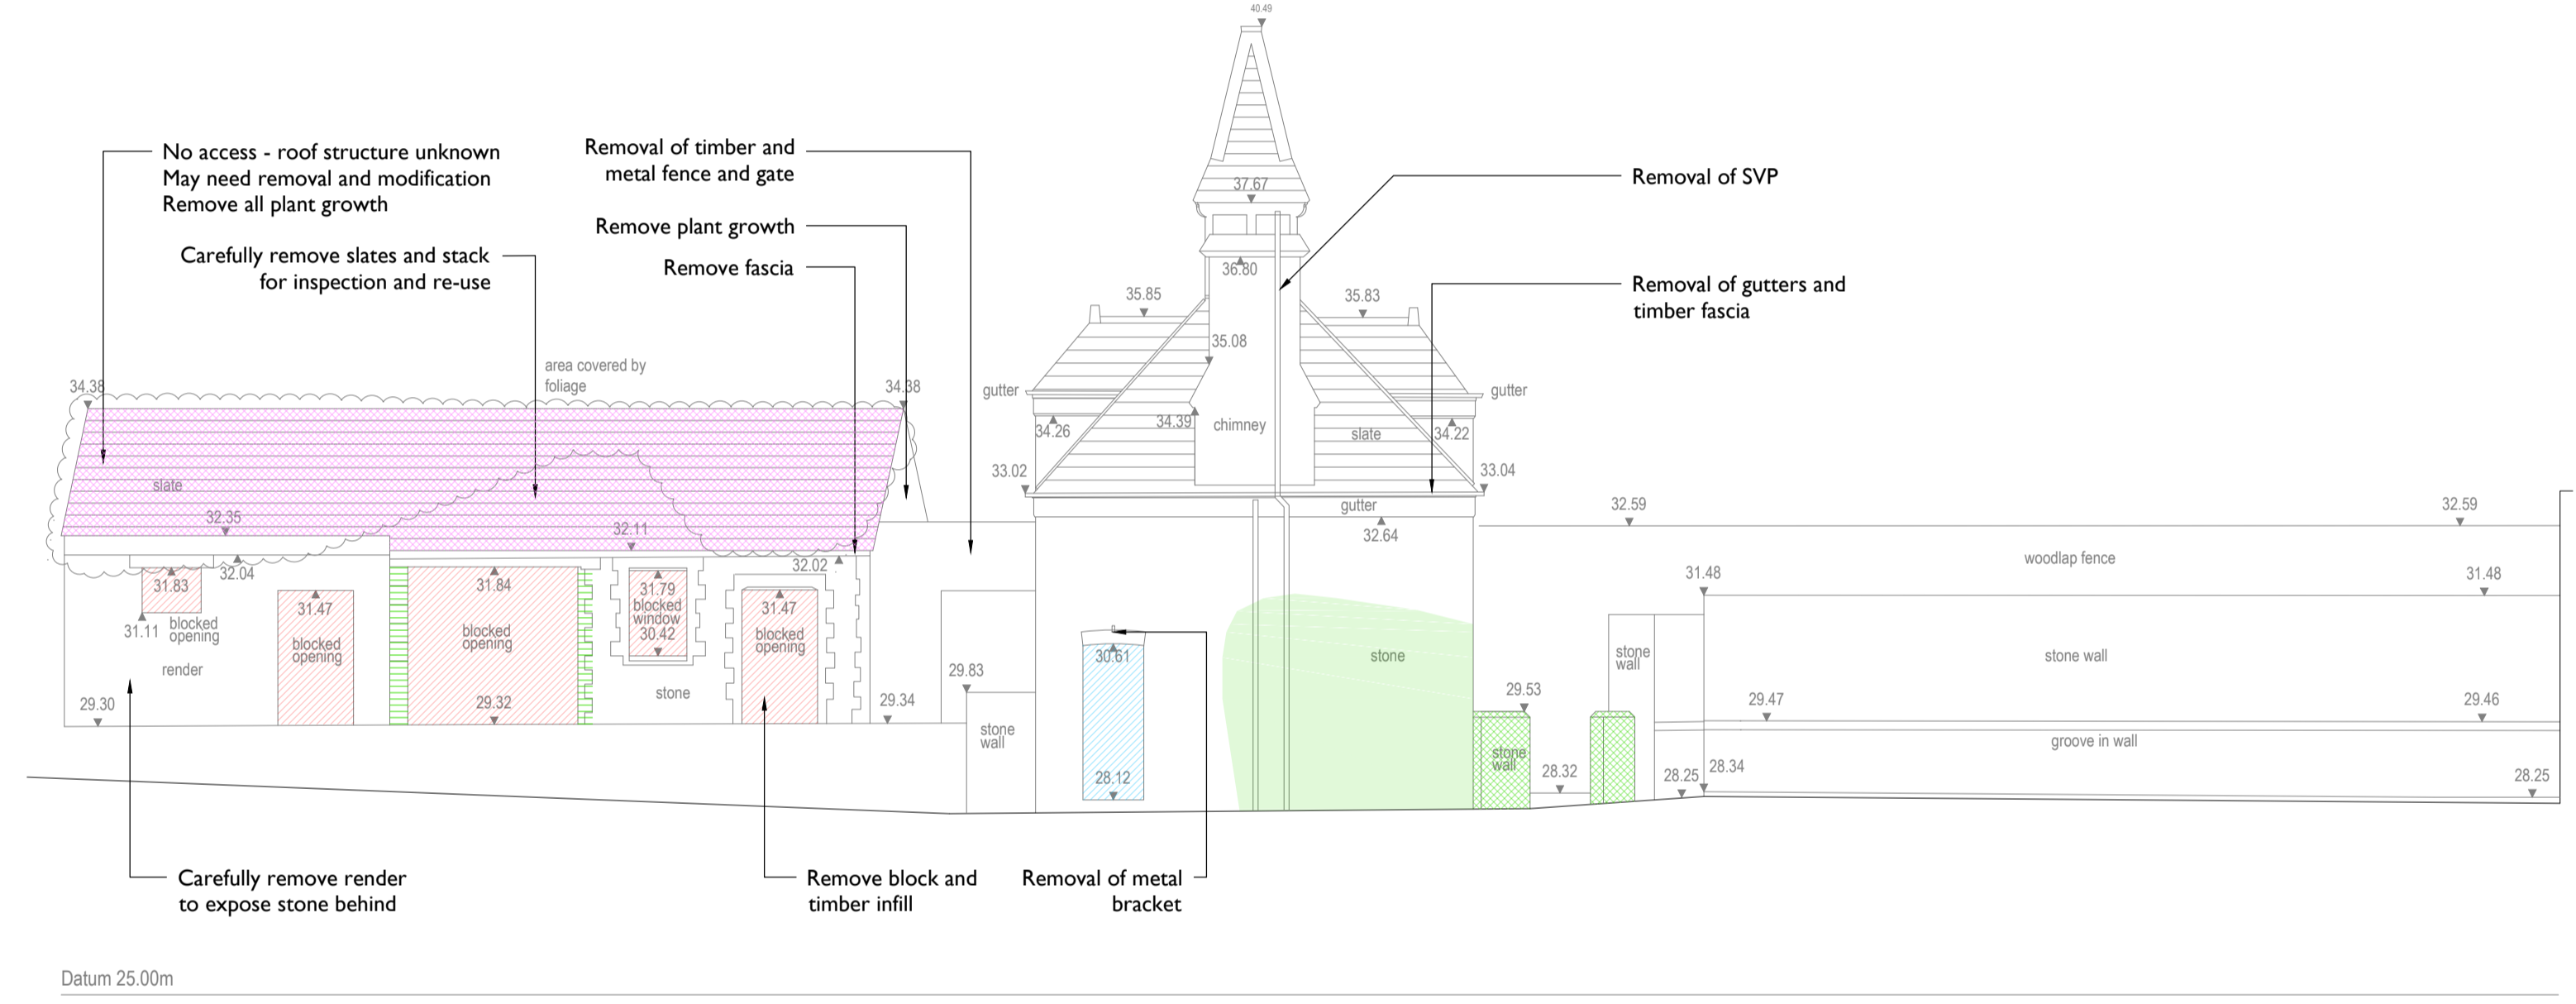 40.49
No access - roof structure unknown
May need removal and modification
Remove all plant growth
Removal of timber and
metal fence and gate
Removal of SVP
37.67
Remove plant growth
Carefully remove slates and stack
for inspection and re-use
Remove fascia
36.80
Removal of gutters and
timber fascia
35.85
35.83
35.08
area covered by
foliage
34.38
34.38
gutter
gutter
34.26
34.39
chimney
slate
34.22
33.02
33.04
slate
gutter
32.35
32.11
32.64
32.59
32.59
woodlap fence
32.04
32.02
31.83
31.47
31.84
31.79
31.47
31.48
31.48
31.11
blocked
opening
blocked
opening
blocked
opening
blocked
window
30.42
blocked
opening
render
stone
30.61
stone
stone
wall
stone wall
29.83
29.30
29.32
29.34
29.53
29.47
29.46
stone
wall
groove in wall
stone
wall
28.12
28.32
28.25
28.34
28.25
Carefully remove render
to expose stone behind
Remove block and
timber infill
Removal of metal
bracket
Datum 25.00m